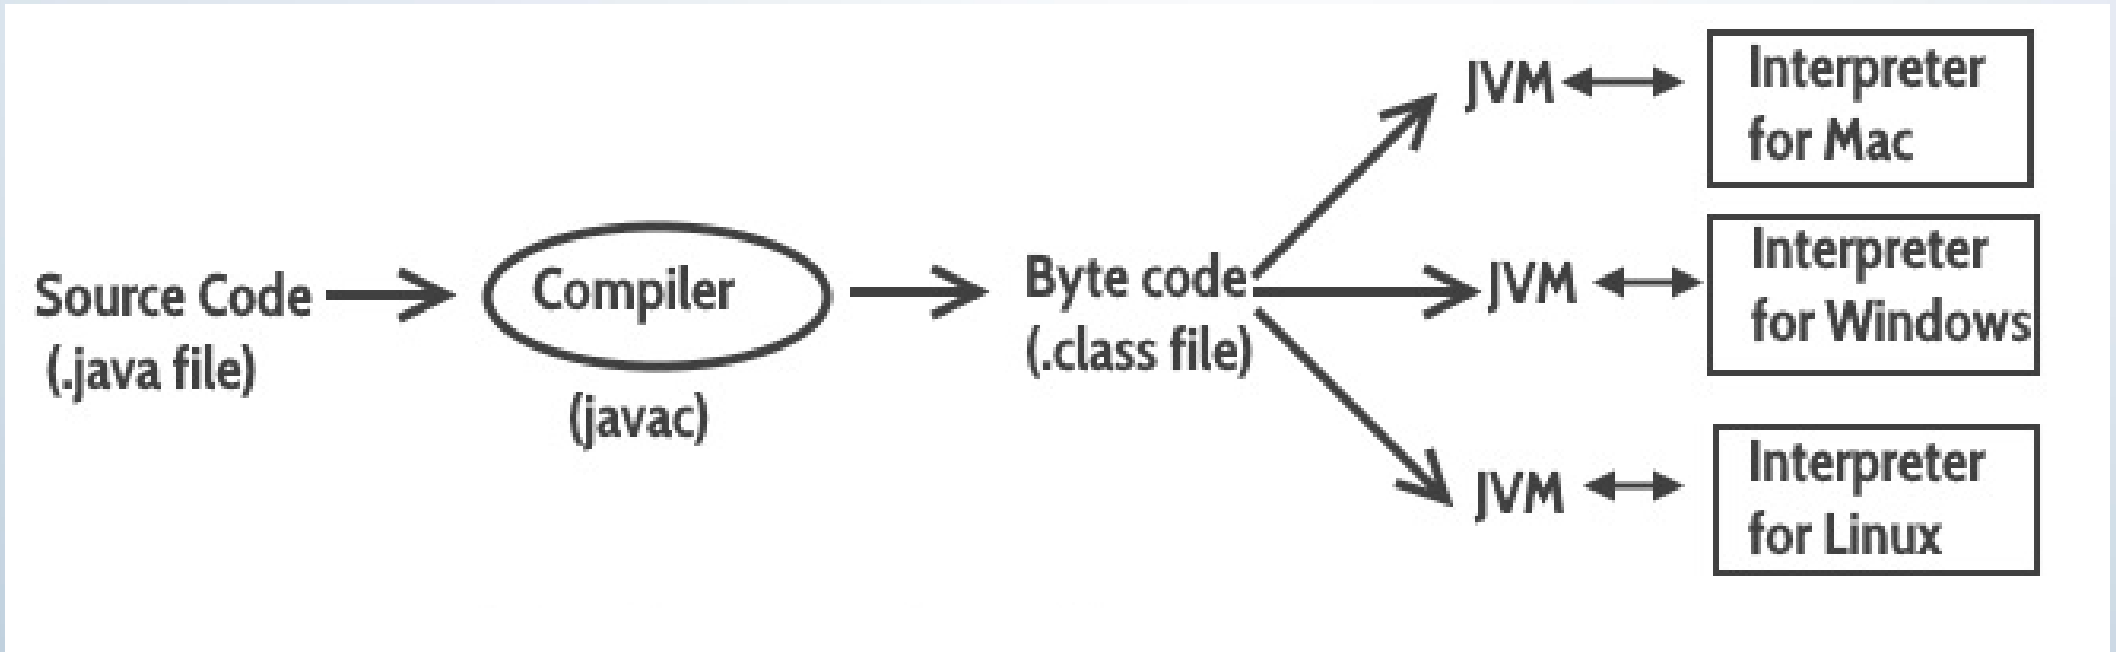 Source Code
(.java file)
Compiler
(javac)
Byte code
(.class file)
JVM
Interpreter
for Mac
JVM
Interpreter
for Windows
JVM
Interpreter
for Linux